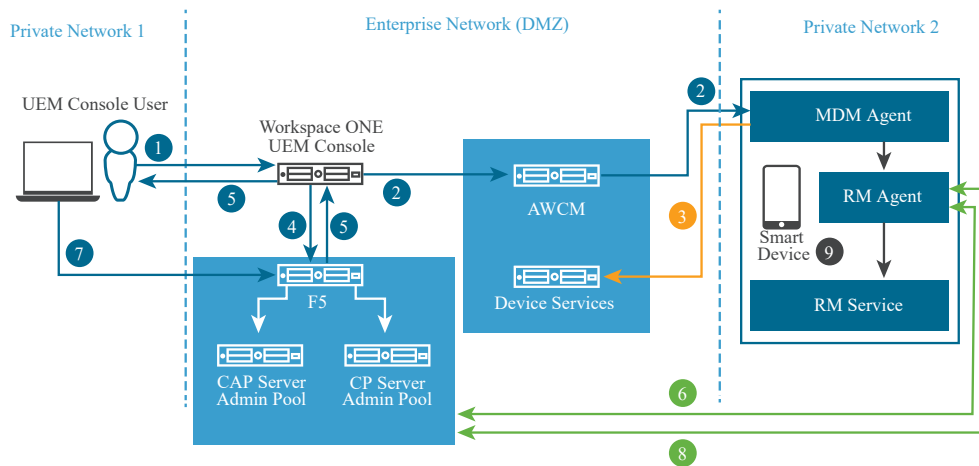 Private Network 1
Enterprise Network (DMZ)
Private Network 2
UEM Console User
Workspace ONE
UEM Console
1
5
2
2
MDM Agent
AWCM
3
RM Agent
4
5
7
Smart
Device
9
F5
Device Services
RM Service
CAP Server
Admin Pool
CP Server
Admin Pool
6
8